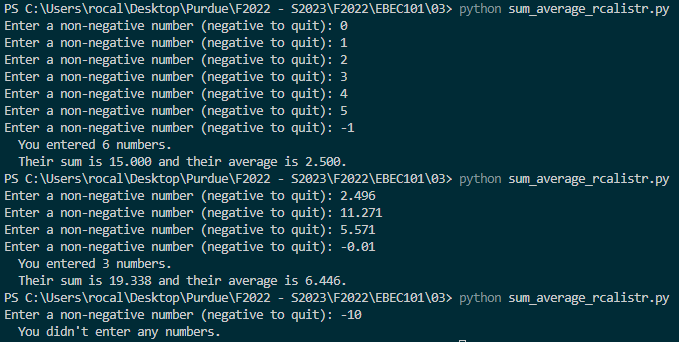 PS C:\Users\rocal\Desktop\Purdue\F2022 - S2023\F2022\EBEC101\03> python sum_average_rcalistr.py
Enter a non-negative number (negative to quit): 0
Enter a non-negative number (negative to quit): 1
Enter a non-negative number (negative to quit): 2
Enter a non-negative number (negative to quit): 3
Enter a non-negative number (negative to quit): 4
Enter a non-negative number (negative to quit): 5
Enter a non-negative number (negative to quit): -1
  You entered 6 numbers.
  Their sum is 15.000 and their average is 2.500.
PS C:\Users\rocal\Desktop\Purdue\F2022 - S2023\F2022\EBEC101\03> python sum_average_rcalistr.py
Enter a non-negative number (negative to quit): 2.496
Enter a non-negative number (negative to quit): 11.271
Enter a non-negative number (negative to quit): 5.571
Enter a non-negative number (negative to quit): -0.01
  You entered 3 numbers.
  Their sum is 19.338 and their average is 6.446.
PS C:\Users\rocal\Desktop\Purdue\F2022 - S2023\F2022\EBEC101\03> python sum_average_rcalistr.py
Enter a non-negative number (negative to quit): -10
  You didn't enter any numbers.